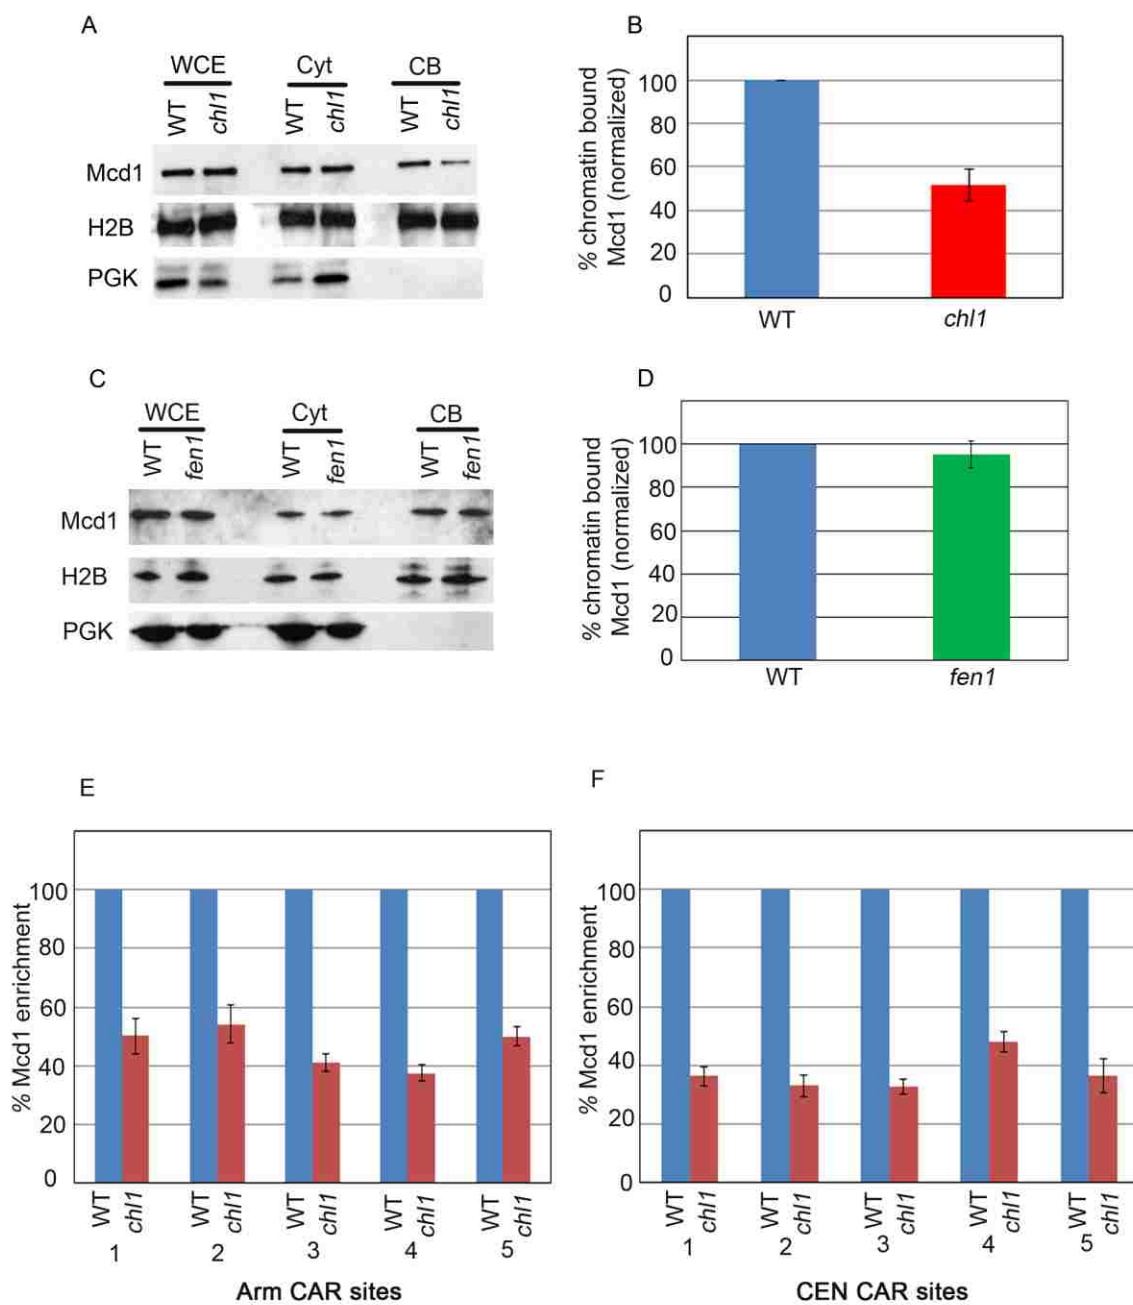 A
WCE Cyt CB
WT chl1 WT chl1 WT chl1
Mcd1
H2B
PGK
B
% chromatin bound
Mcd1 (normalized)
100
80
60
40
20
0
WT chl1
C
WCE Cyt CB
WT fen1 WT fen1 WT fen1
Mcd1
H2B
PGK
D
% chromatin bound
Mcd1 (normalized)
100
80
60
40
20
0
WT fen1
E
% Mcd1 enrichment
100
80
60
40
20
0
WT chl1 WT chl1 WT chl1 WT chl1 WT chl1
1 2 3 4 5
Arm CAR sites
F
% Mcd1 enrichment
100
80
60
40
20
0
WT chl1 WT chl1 WT chl1 WT chl1 WT chl1
1 2 3 4 5
CEN CAR sites